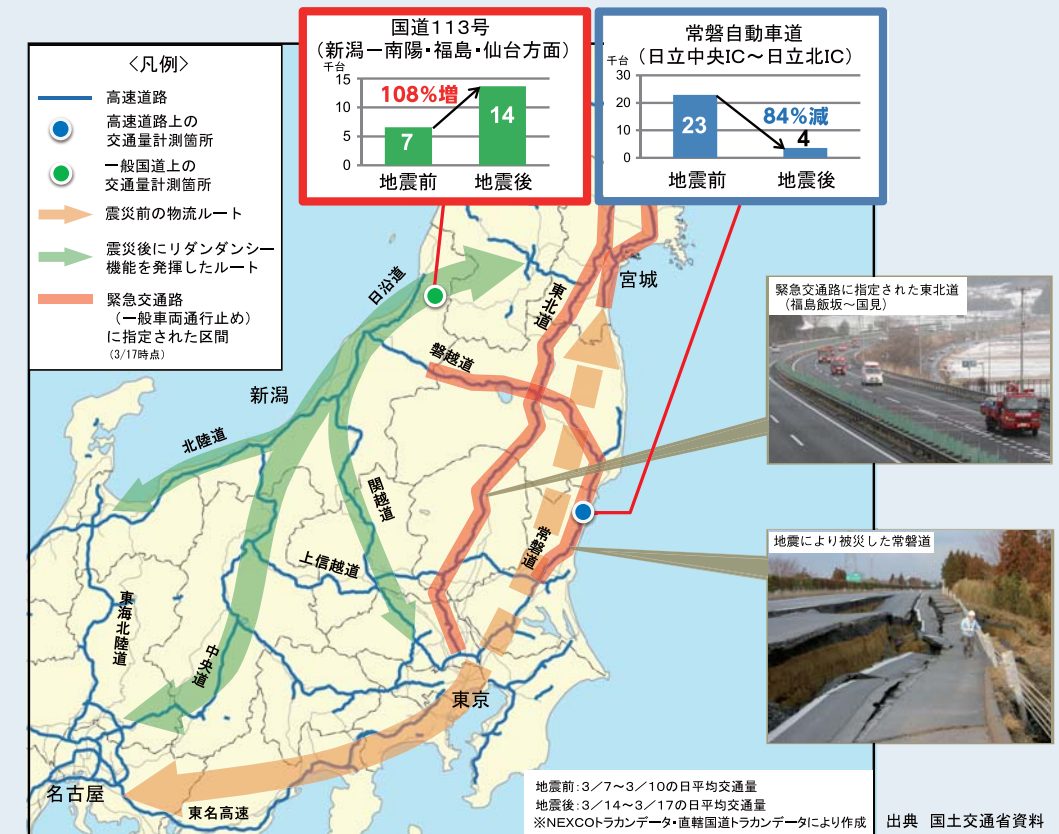 国道113号
(新潟－南陽・福島・仙台方面)
千台
15
10
5
0
108%増
7
14
地震前
地震後
常磐自動車道
(日立中央IC～日立北IC)
千台
30
20
10
0
84%減
23
4
地震前
地震後
＜凡例＞
高速道路
高速道路上の
交通量計測箇所
一般国道上の
交通量計測箇所
震災前の物流ルート
震災後にリダンダンシー
機能を発揮したルート
緊急交通路
（一般車両通行止め）
に指定された区間
(3/17時点)
日沿道
東北道
宮城
磐越道
新潟
北陸道
関越道
常磐道
上信越道
東海北陸道
中央道
東京
名古屋
東名高速
緊急交通路に指定された東北道
（福島飯坂～国見）
地震により被災した常磐道
地震前：3／7～3／10の日平均交通量
地震後：3／14～3／17の日平均交通量
※NEXCOトラカンデータ・直轄国道トラカンデータにより作成
出典 国土交通省資料